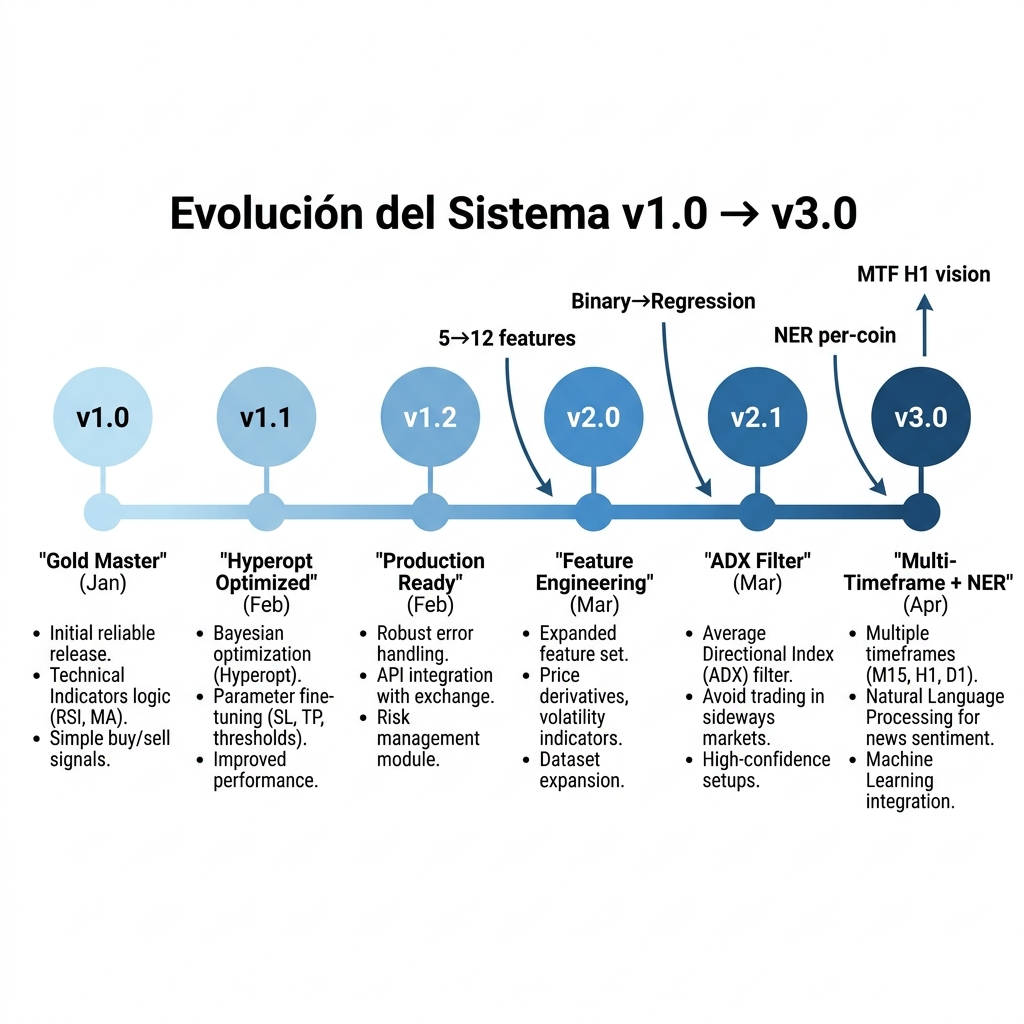 Evolución del Sistema v1.0 → v3.0
MTF H1 vision
Binary→Regression
5→12 features
NER per-coin
v1.0
v1.1
v1.2
v2.0
v2.1
v3.0
"Gold Master"
(Jan)
• Initial reliable
release.
• Technical
Indicators logic
(RSI, MA).
• Simple buy/sell
signals.
"Hyperopt
Optimized"
(Feb)
• Bayesian
optimization
(Hyperopt).
• Parameter fine-
tuning (SL, TP,
thresholds).
• Improved
performance.
"Production
Ready"
(Feb)
• Robust error
handling.
• API integration
with exchange.
• Risk
management
module.
"Feature
Engineering"
(Mar)
• Expanded
feature set.
• Price
derivatives,
volatility
indicators.
• Dataset
expansion.
"ADX Filter"
(Mar)
• Average
Directional Index
(ADX) filter.
• Avoid trading in
sideways
markets.
• High-confidence
setups.
"Multi-
Timeframe + NER"
(Apr)
• Multiple
timeframes
(M15, H1, D1).
• Natural Language
Processing for
news sentiment.
• Machine
Learning
integration.